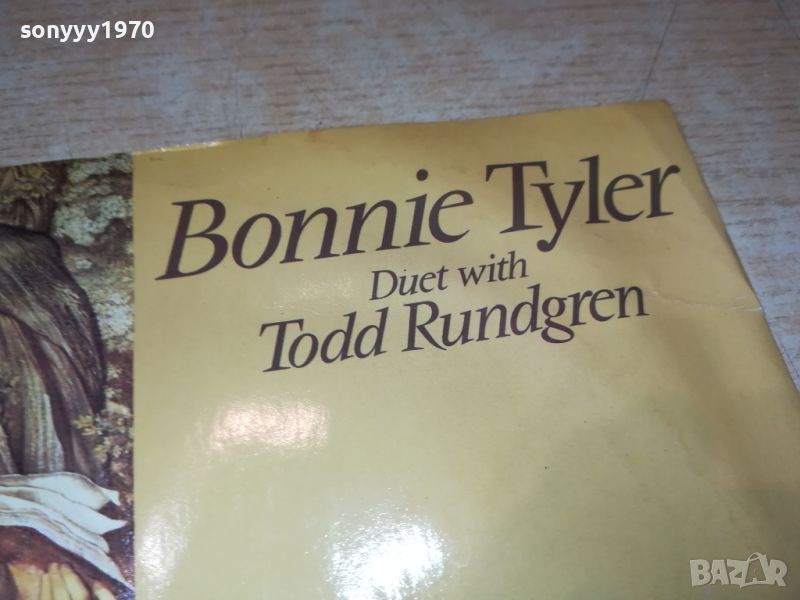 sonyyy1970
Bonnie Tyler
Duet with
Todd Rundgren
BAZAR